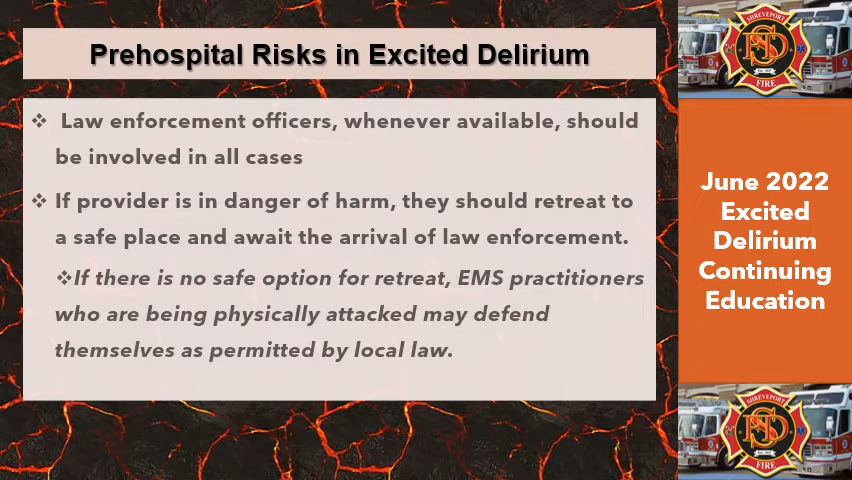 Prehospital Risks in Excited Delirium
❖ Law enforcement officers, whenever available, should
be involved in all cases
❖ If provider is in danger of harm, they should retreat to
a safe place and await the arrival of law enforcement.
❖If there is no safe option for retreat, EMS practitioners
who are being physically attacked may defend
themselves as permitted by local law.
SHREVEPORT
FIRE
June 2022
Excited
Delirium
Continuing
Education
SHREVEPORT
FIRE